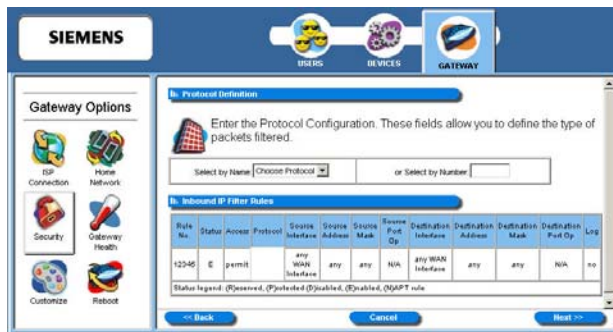 SIEMENS
USERS
DEVICES
GATEWAY
Gateway Options
ISP
Connection
Home
Network
Security
Gateway
Health
Customize
Reboot
Protocol Definition
Enter the Protocol Configuration. These fields allow you to define the type of
packets filtered.
Select by Name Choose Protocol or Select by Number
Inbound IP Filter Rules
Rule No. Status Access Protocol Source Interface Source Address Source Mask Source Port Op Destination Interface Destination Address Destination Mask Destination Port Op Log
12345 E permit any WAN Interface any any N/A any WAN Interface any any N/A no
Status legend: (R)eserved, (P)rotected (D)isabled, (E)nabled, (N)APT rule
<< Back
Cancel
Next >>